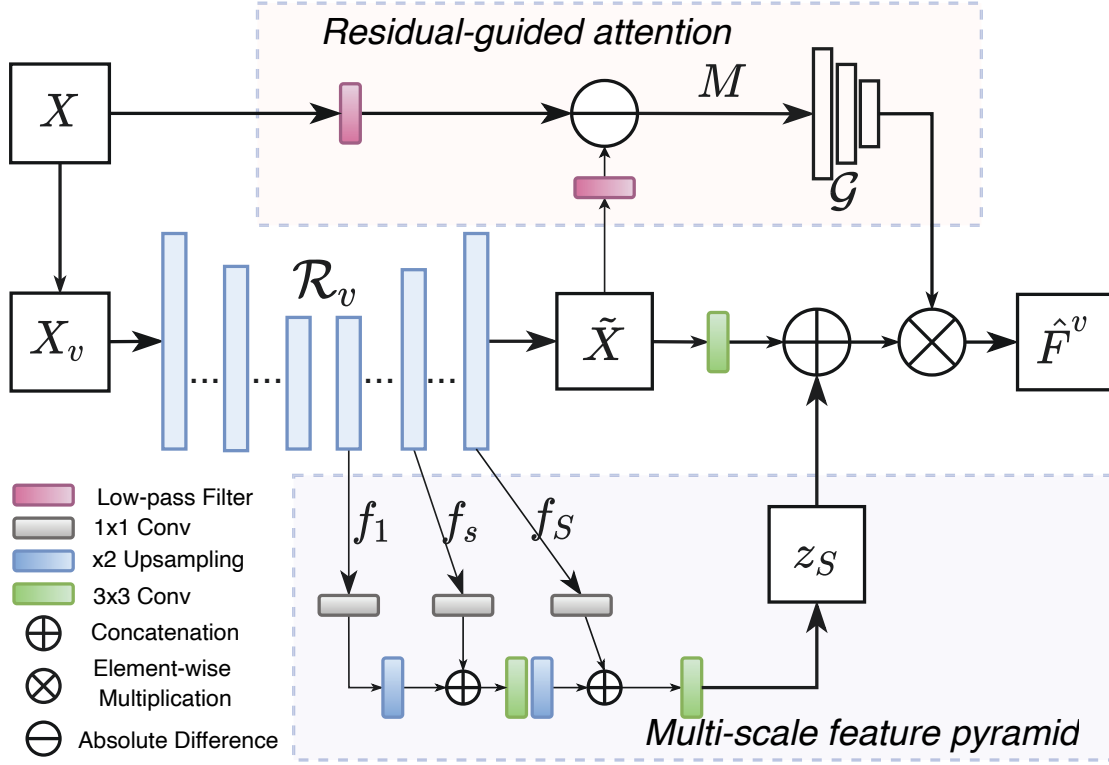 Residual-guided attention
X
M
𝒢
X_v
... ...
ℛ_v
... ...
X̃
F̂^v
f_1
f_s
f_S
z_S
Low-pass Filter
1x1 Conv
x2 Upsampling
3x3 Conv
Concatenation
Element-wise
Multiplication
Absolute Difference
Multi-scale feature pyramid